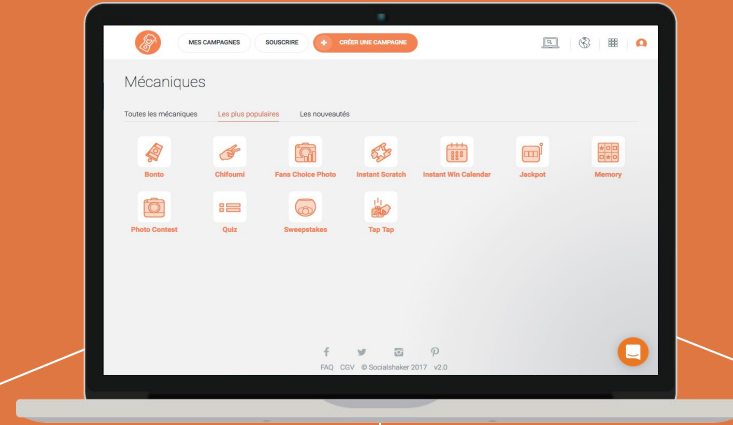 MES CAMPAGNES SOUSCRIRE + CRÉER UNE CAMPAGNE
Mécaniques
Toutes les mécaniques Les plus populaires Les nouveautés
Bonto Chifoumi Fans Choice Photo Instant Scratch Instant Win Calendar Jackpot Memory
Photo Contest Quiz Sweepstakes Tap Tap
FAQ CGV © Socialshaker 2017 v2.0